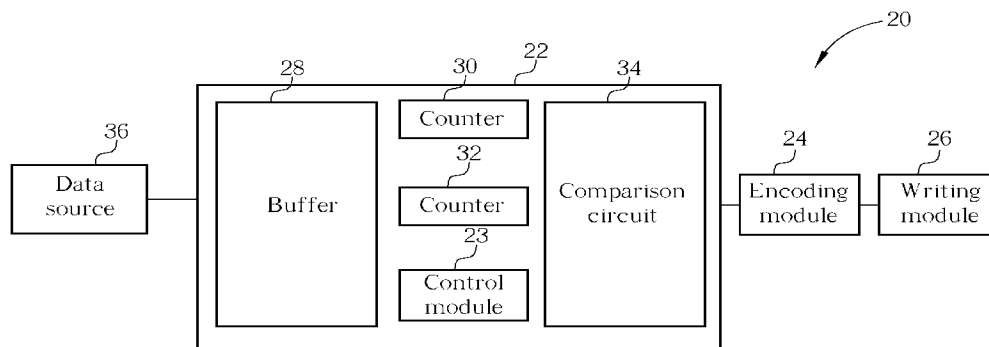 20
22
28
30
34
Counter
36
Data
source
32
24
26
Buffer
Counter
Comparison
circuit
Encoding
module
Writing
module
23
Control
module